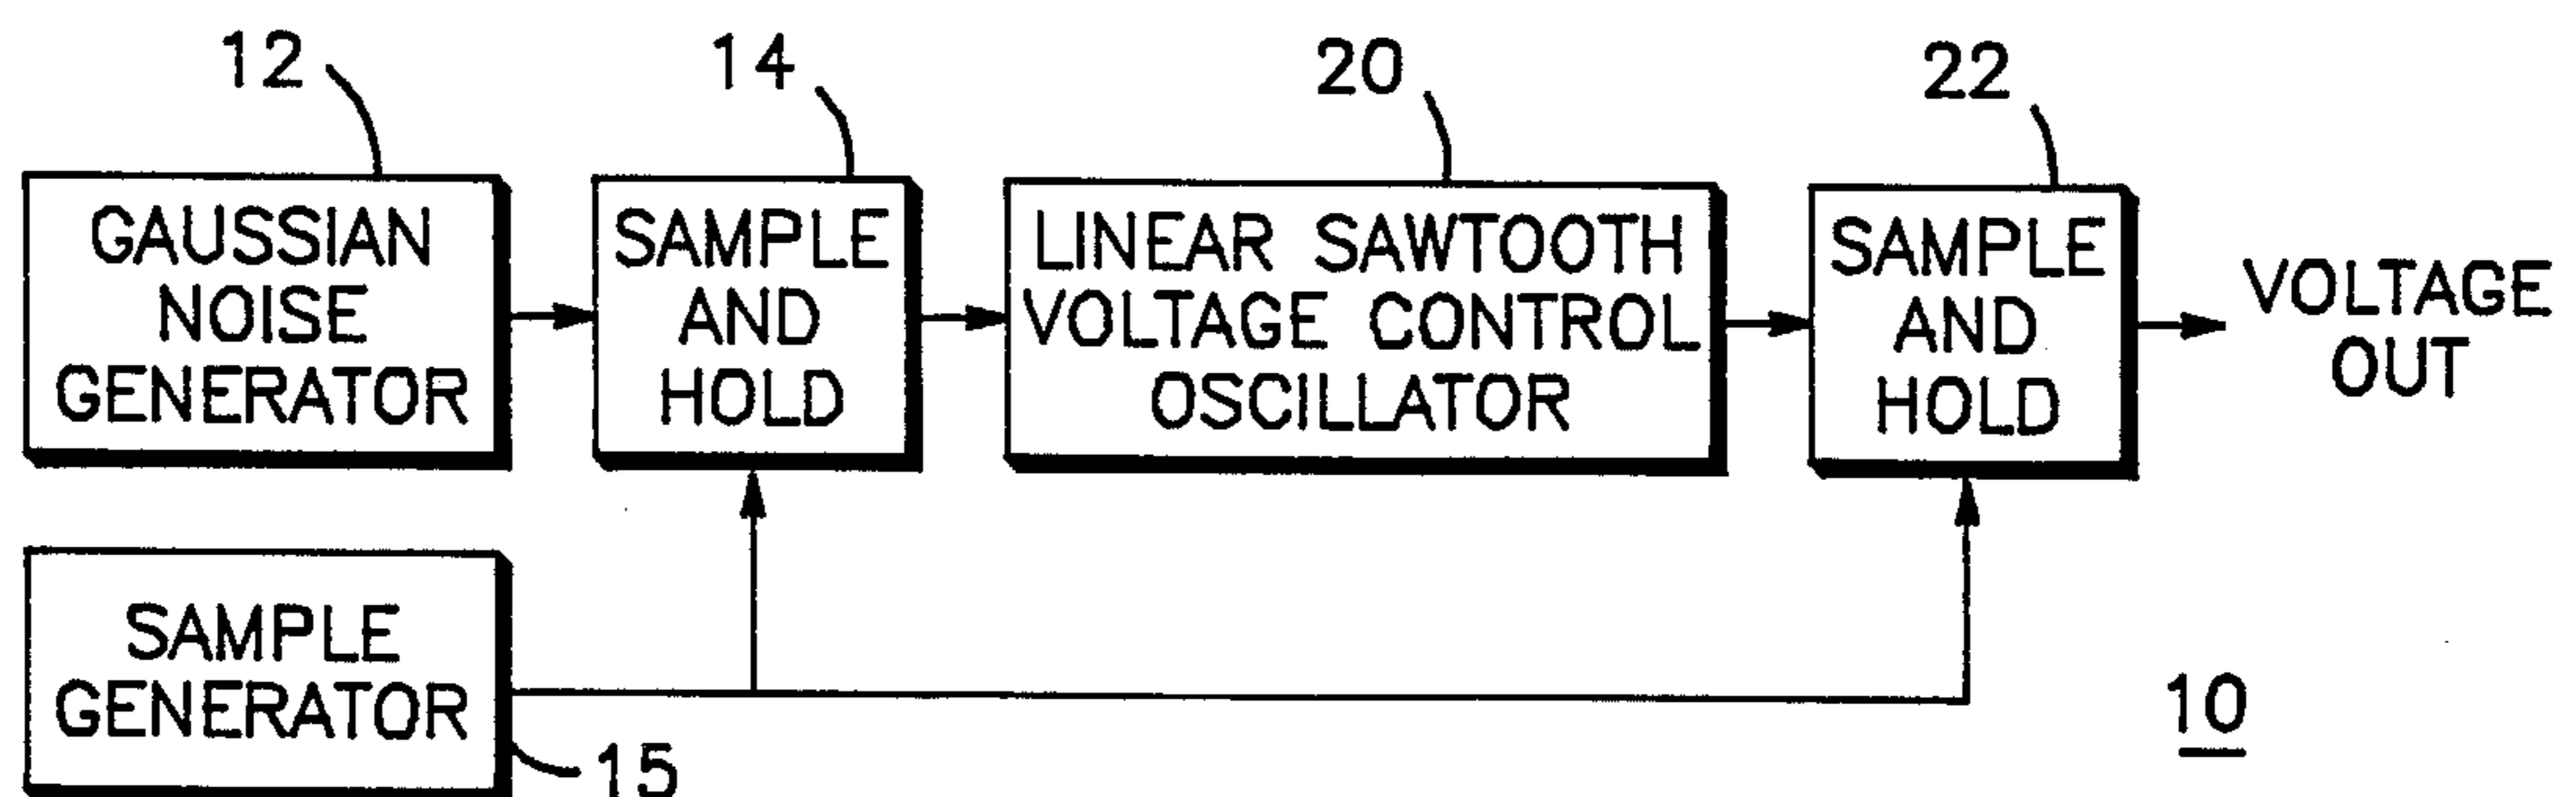 12
14
20
22
GAUSSIAN
NOISE
GENERATOR
SAMPLE
AND
HOLD
LINEAR SAWTOOTH
VOLTAGE CONTROL
OSCILLATOR
SAMPLE
AND
HOLD
VOLTAGE
OUT
SAMPLE
GENERATOR
15
10